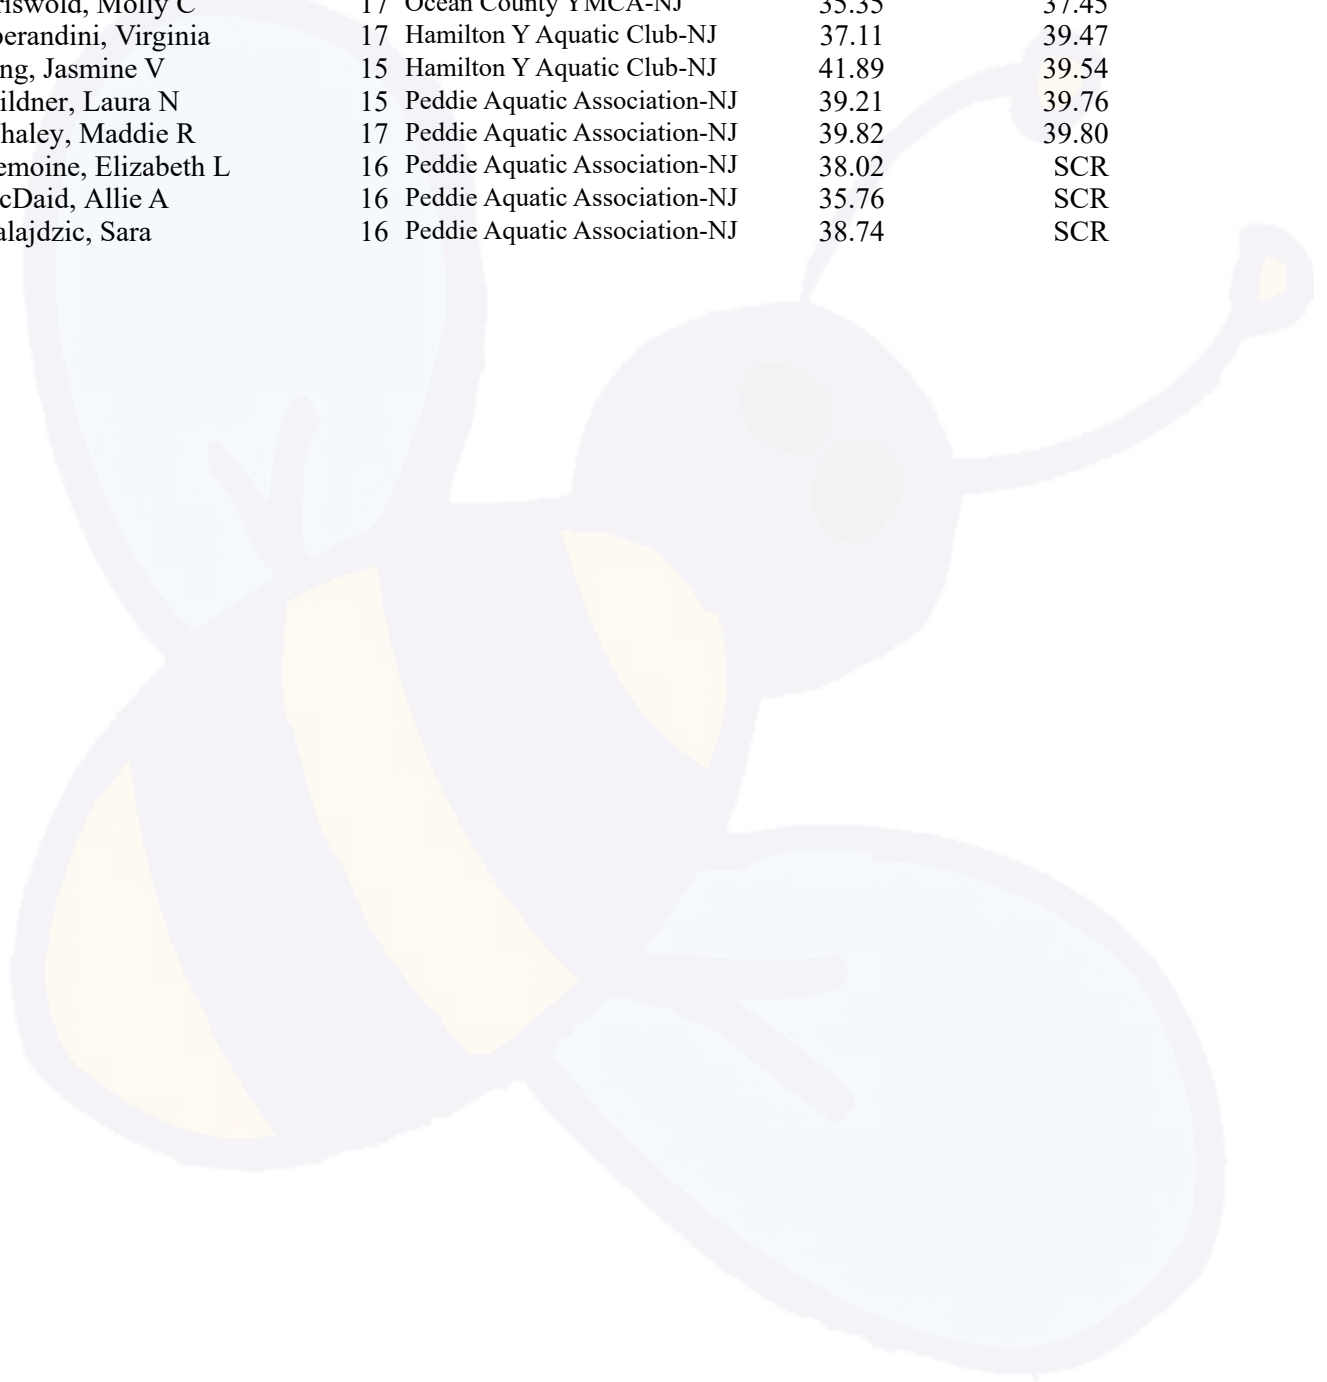 riswold, Molly C 17 Ocean County YMCA-NJ 35.35 37.45
perandini, Virginia 17 Hamilton Y Aquatic Club-NJ 37.11 39.47
ng, Jasmine V 15 Hamilton Y Aquatic Club-NJ 41.89 39.54
ildner, Laura N 15 Peddie Aquatic Association-NJ 39.21 39.76
haley, Maddie R 17 Peddie Aquatic Association-NJ 39.82 39.80
emoine, Elizabeth L 16 Peddie Aquatic Association-NJ 38.02 SCR
cDaid, Allie A 16 Peddie Aquatic Association-NJ 35.76 SCR
alajdzic, Sara 16 Peddie Aquatic Association-NJ 38.74 SCR